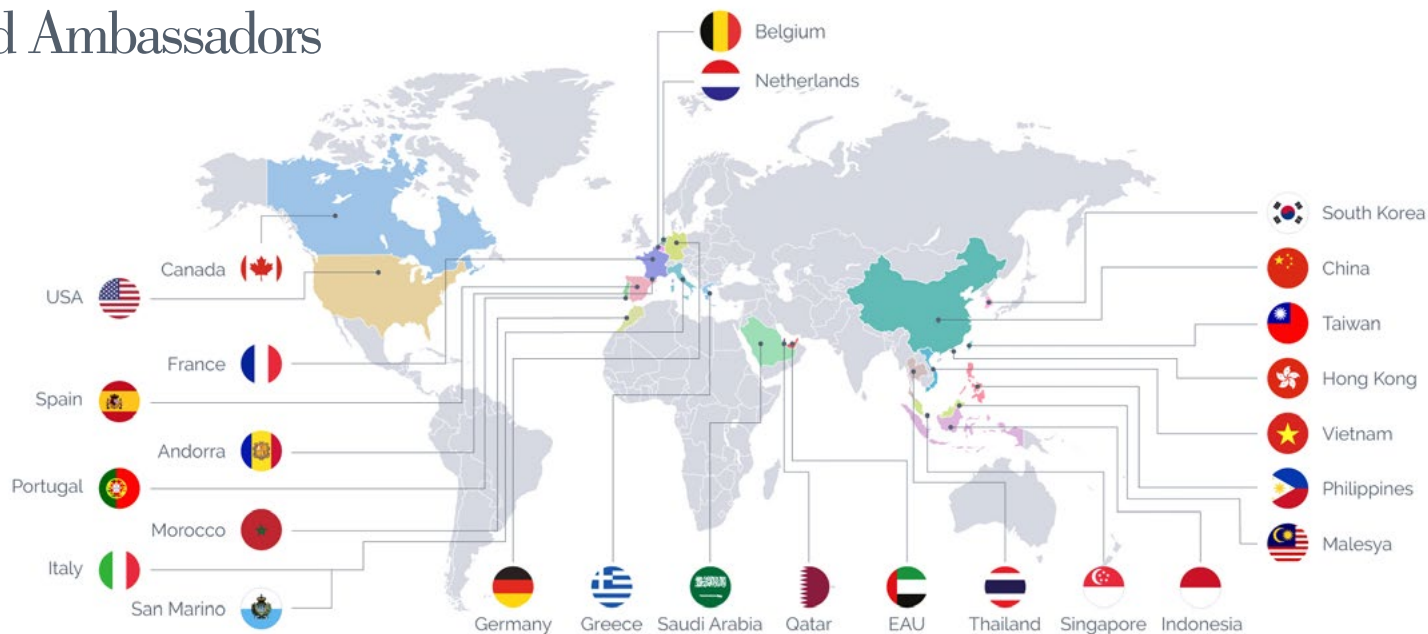 d Ambassadors
Belgium
Netherlands
Canada
USA
France
Spain
Andorra
Portugal
Morocco
Italy
San Marino
Germany
Greece
Saudi Arabia
Qatar
EAU
Thailand
Singapore
Indonesia
South Korea
China
Taiwan
Hong Kong
Vietnam
Philippines
Malesya